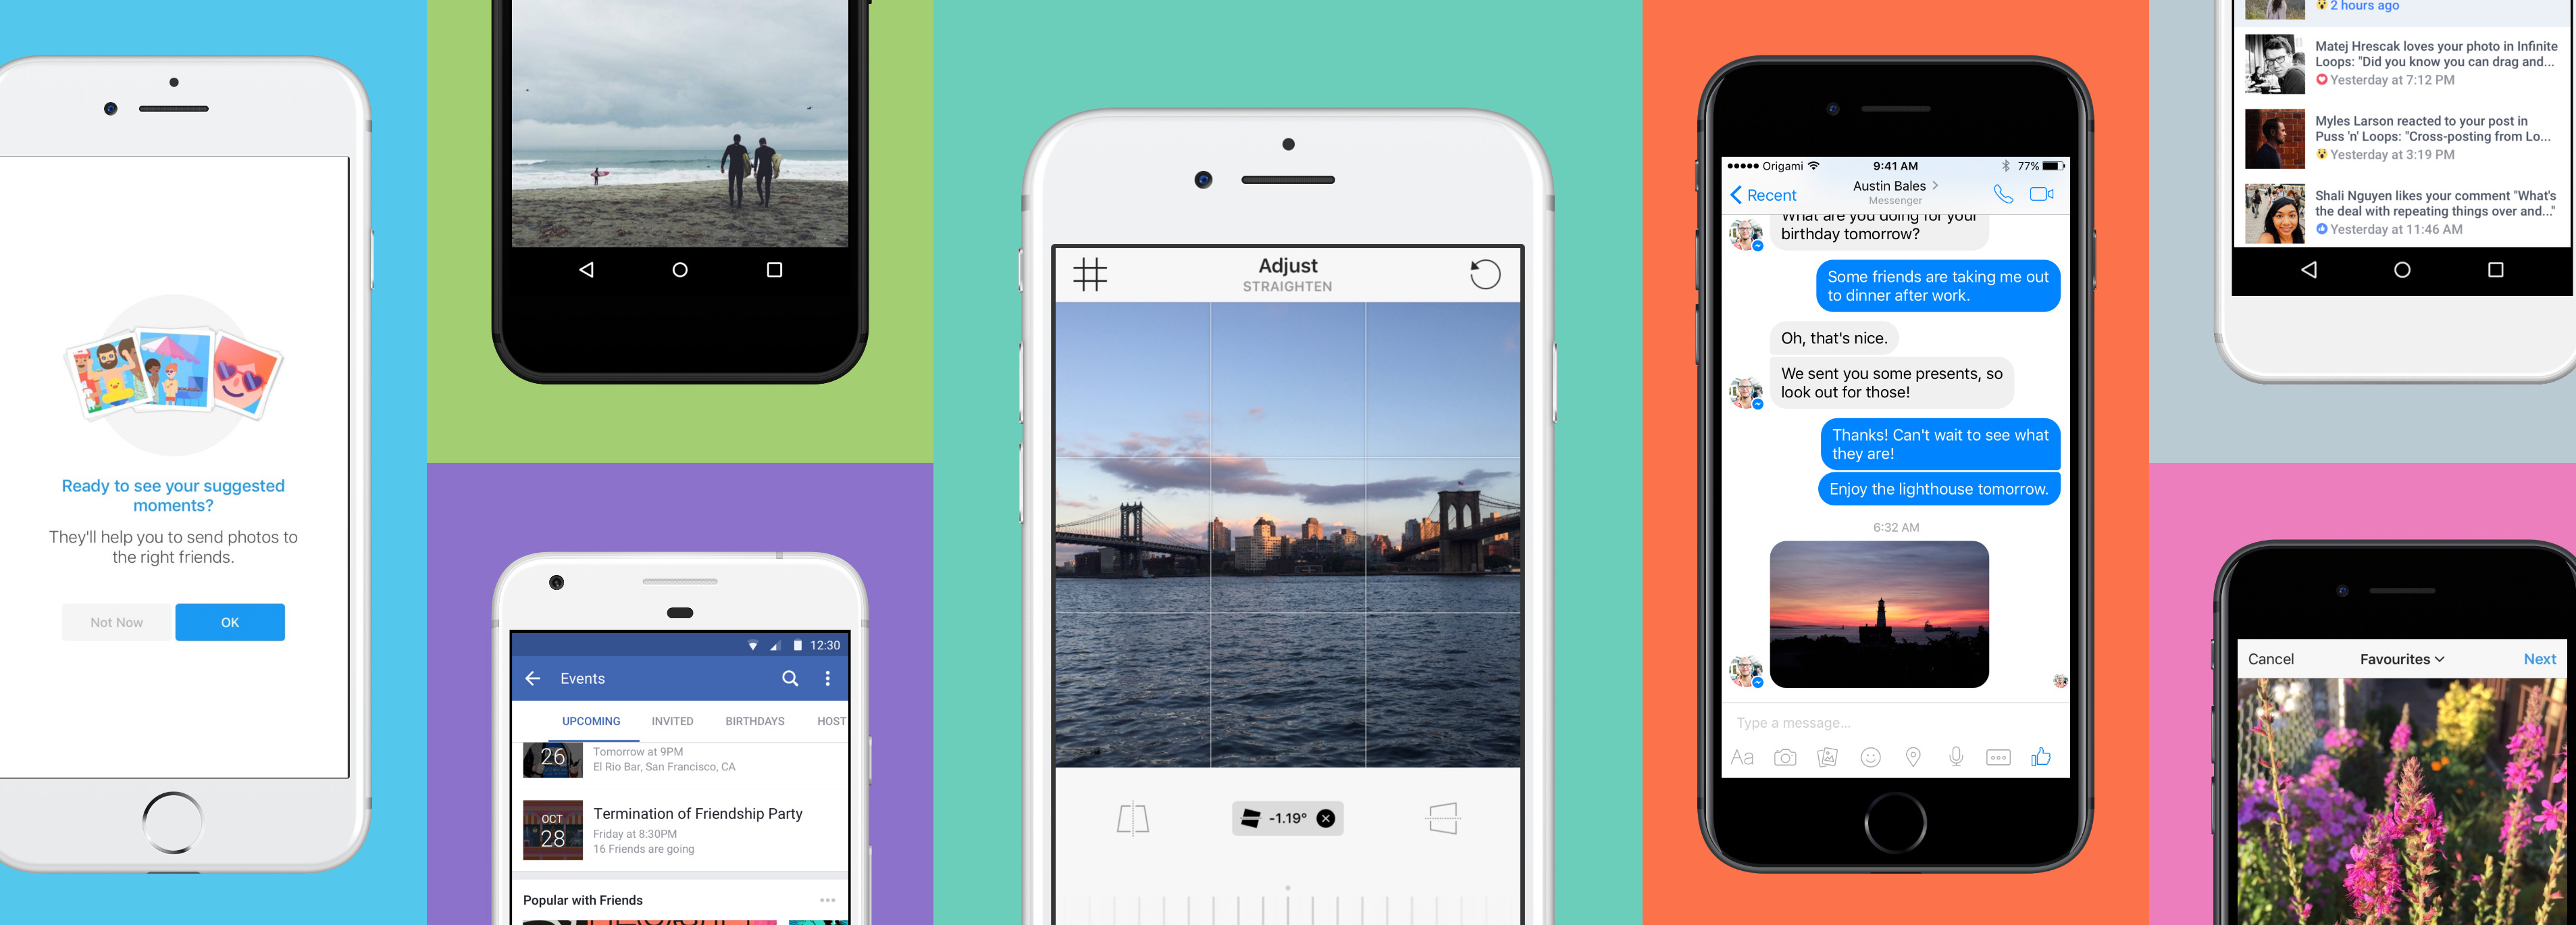 Ready to see your suggested
moments?
They'll help you to send photos to
the right friends.
Not Now
OK
12:30
Events
UPCOMING
INVITED
BIRTHDAYS
HOST
26
Tomorrow at 9PM
El Rio Bar, San Francisco, CA
OCT
28
Termination of Friendship Party
Friday at 8:30PM
16 Friends are going
Popular with Friends
Adjust
STRAIGHTEN
-1.19°
Origami
9:41 AM
77%
Recent
Austin Bales
Messenger
What are you doing for your
birthday tomorrow?
Some friends are taking me out
to dinner after work.
Oh, that's nice.
We sent you some presents, so
look out for those!
Thanks! Can't wait to see what
they are!
Enjoy the lighthouse tomorrow.
6:32 AM
Type a message...
Aa
2 hours ago
Matej Hrescak loves your photo in Infinite
Loops: "Did you know you can drag and...
Yesterday at 7:12 PM
Myles Larson reacted to your post in
Puss 'n' Loops: "Cross-posting from Lo...
Yesterday at 3:19 PM
Shali Nguyen likes your comment "What's
the deal with repeating things over and..."
Yesterday at 11:46 AM
Cancel
Favourites
Next